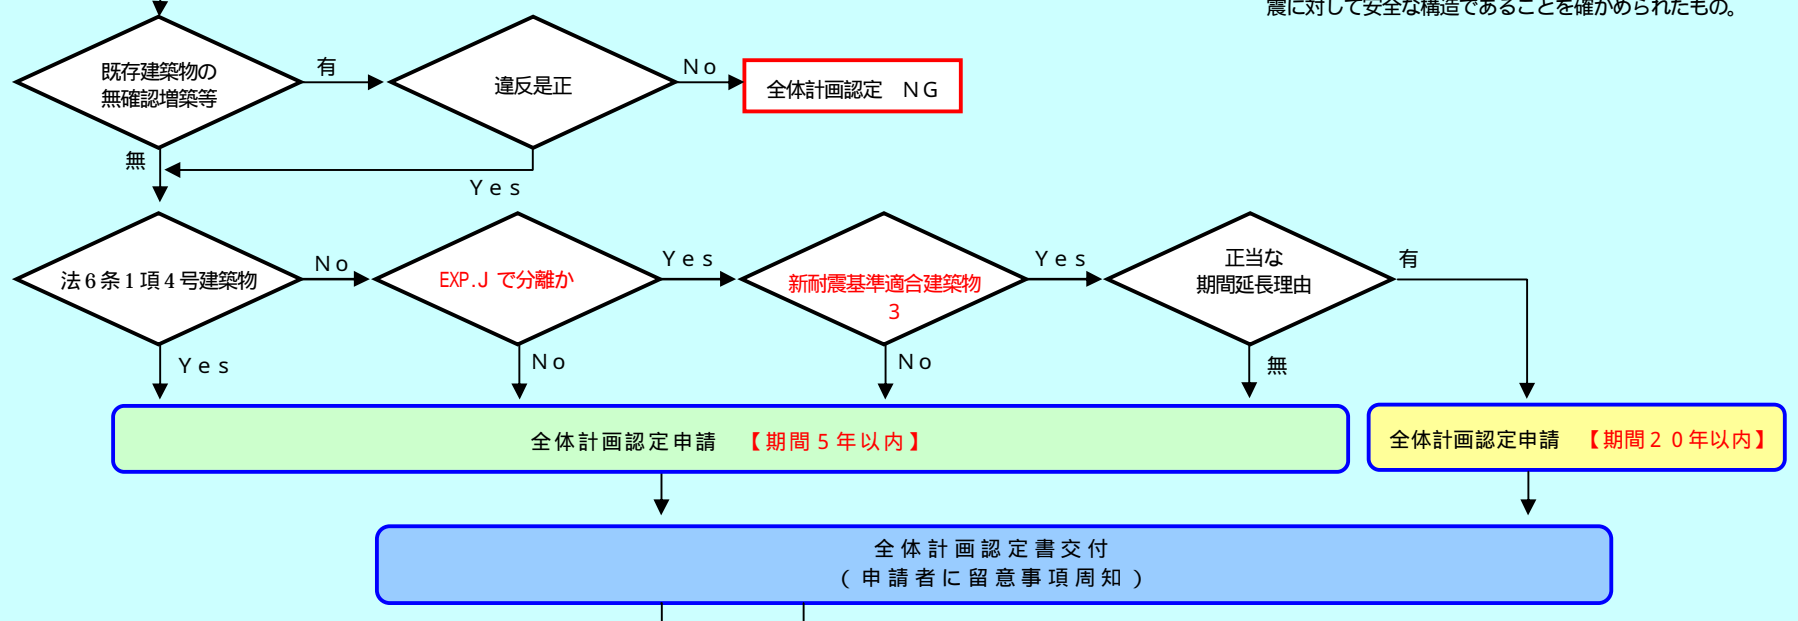 震に対して安全な構造であることを確かめられたもの。
既存建築物の
無確認増築等
有
違反是正
No
全体計画認定　NG
無
Yes
法6条1項4号建築物
No
EXP.J で分離か
Yes
新耐震基準適合建築物
3
Yes
正当な
期間延長理由
有
Yes
No
No
無
全体計画認定申請　【期間5年以内】
全体計画認定申請　【期間20年以内】
全体計画認定書交付
(申請者に留意事項周知)